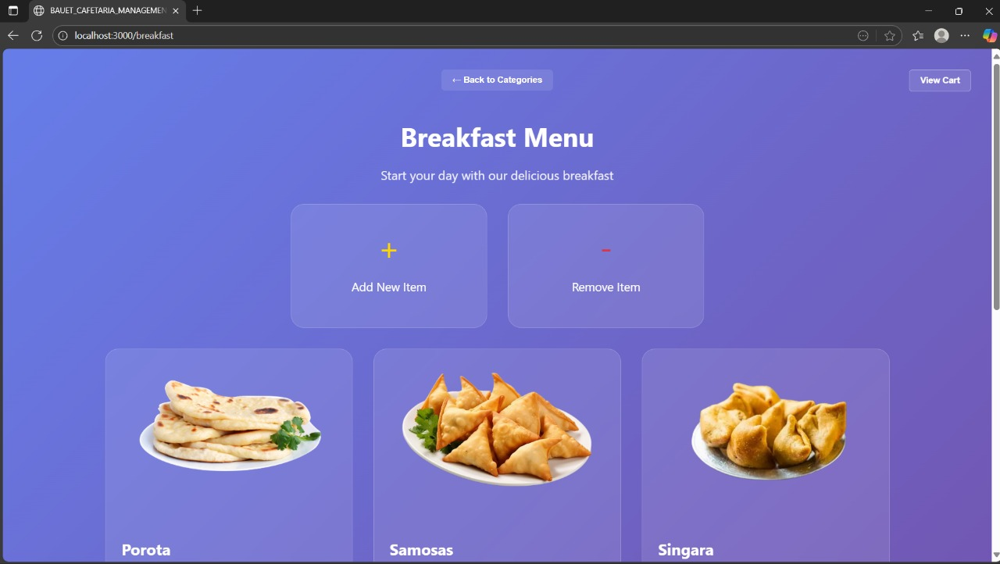 BAUET_CAFETARIA_MANAGEMEN
localhost:3000/breakfast
← Back to Categories
View Cart
Breakfast Menu
Start your day with our delicious breakfast
+
-
Add New Item
Remove Item
Porota
Samosas
Singara